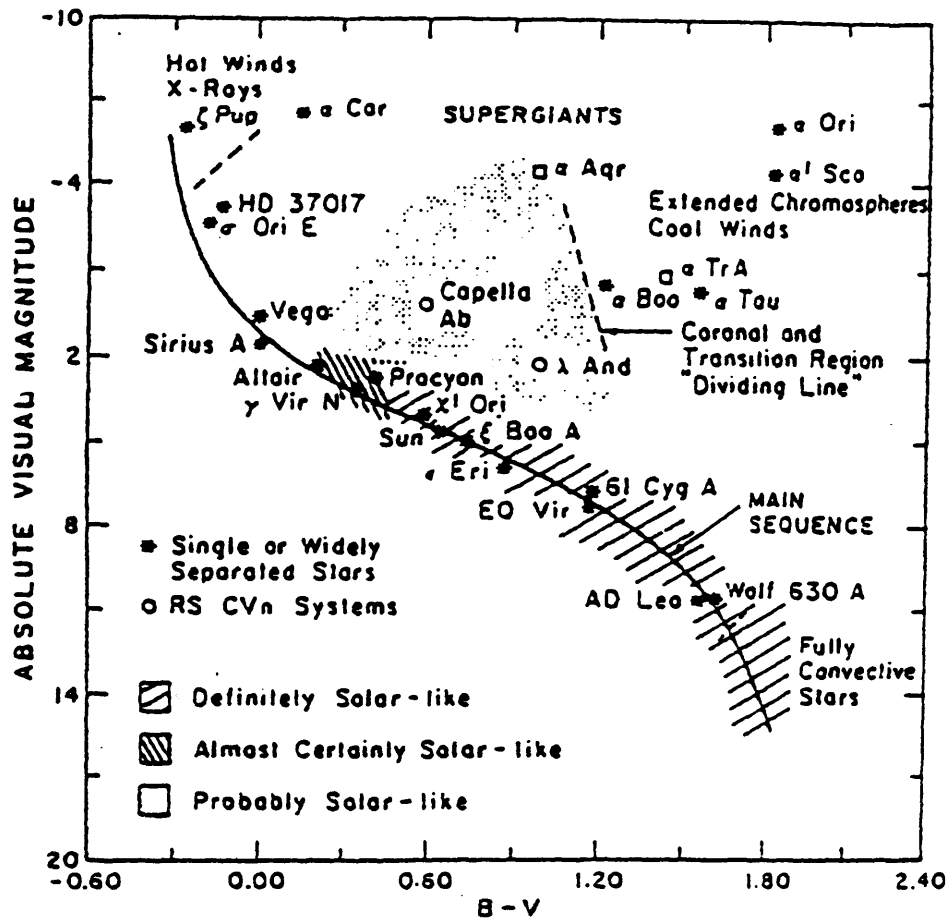 -10
Hot Winds
X-Rays
ζ Pup
α Car
SUPERGIANTS
α Ori
-4
α Aqr
α¹ Sco
HD 37017
σ Ori E
Extended Chromospheres
Cool Winds
α TrA
α Boo
α Tau
Vega
Capella
Ab
Coronal and
Transition Region
"Dividing Line"
Sirius A
2
λ And
Altair
Procyon
γ Vir N
χ¹ Ori
Sun
ξ Boo A
ε Eri
61 Cyg A
EQ Vir
MAIN
SEQUENCE
8
ABSOLUTE VISUAL MAGNITUDE
Single or Widely
Separated Stars
RS CVn Systems
AD Leo
Wolf 630 A
Fully
Convective
Stars
14
Definitely Solar-like
Almost Certainly Solar-like
Probably Solar-like
20
-0.60
0.00
0.60
1.20
1.80
2.40
B-V